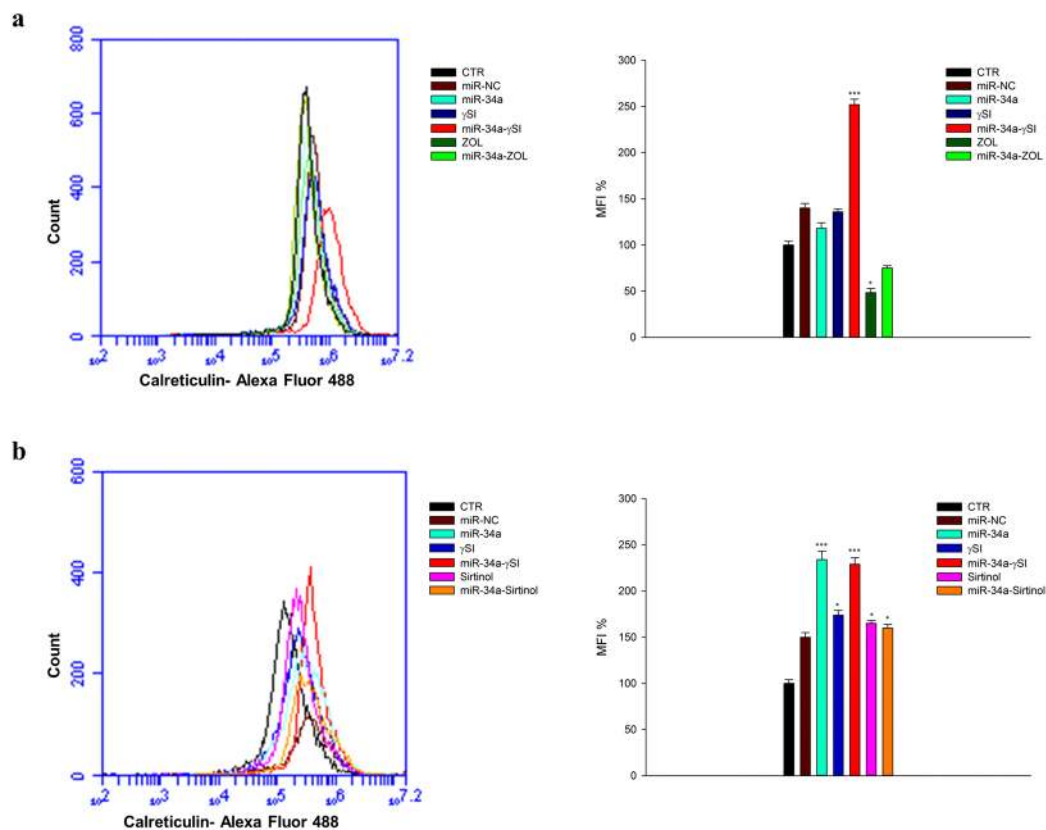 a
800
600
400
200
0
Count
10^2 10^3 10^4 10^5 10^6 10^7.2
Calreticulin- Alexa Fluor 488
CTR
miR-NC
miR-34a
γSI
miR-34a-γSI
ZOL
miR-34a-ZOL
300
250
200
150
100
50
0
MFI %
***
*
CTR
miR-NC
miR-34a
γSI
miR-34a-γSI
ZOL
miR-34a-ZOL
b
600
400
200
0
Count
10^2 10^3 10^4 10^5 10^6 10^7.2
Calreticulin- Alexa Fluor 488
CTR
miR-NC
miR-34a
γSI
miR-34a-γSI
Sirtinol
miR-34a-Sirtinol
300
250
200
150
100
50
0
MFI %
*** * *** * *
CTR
miR-NC
miR-34a
γSI
miR-34a-γSI
Sirtinol
miR-34a-Sirtinol